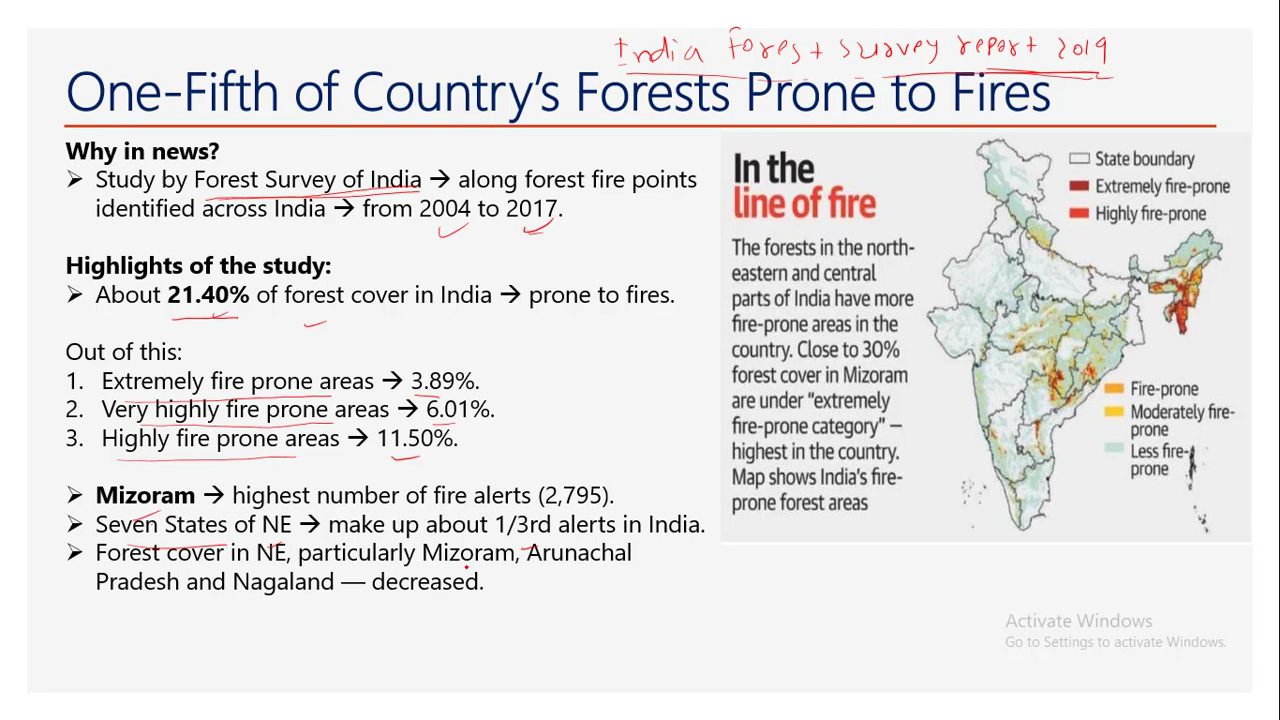 India Forest survey report 2019
One-Fifth of Country's Forests Prone to Fires
Why in news?
➢ Study by Forest Survey of India → along forest fire points
identified across India → from 2004 to 2017.
Highlights of the study:
➢ About 21.40% of forest cover in India → prone to fires.
Out of this:
1. Extremely fire prone areas → 3.89%.
2. Very highly fire prone areas → 6.01%.
3. Highly fire prone areas → 11.50%.
➢ Mizoram → highest number of fire alerts (2,795).
➢ Seven States of NE → make up about 1/3rd alerts in India.
➢ Forest cover in NE, particularly Mizoram, Arunachal
Pradesh and Nagaland — decreased.
In the
line of fire
The forests in the north-
eastern and central
parts of India have more
fire-prone areas in the
country. Close to 30%
forest cover in Mizoram
are under "extremely
fire-prone category" —
highest in the country.
Map shows India's fire-
prone forest areas
State boundary
Extremely fire-prone
Highly fire-prone
Fire-prone
Moderately fire-
prone
Less fire-
prone
Activate Windows
Go to Settings to activate Windows.